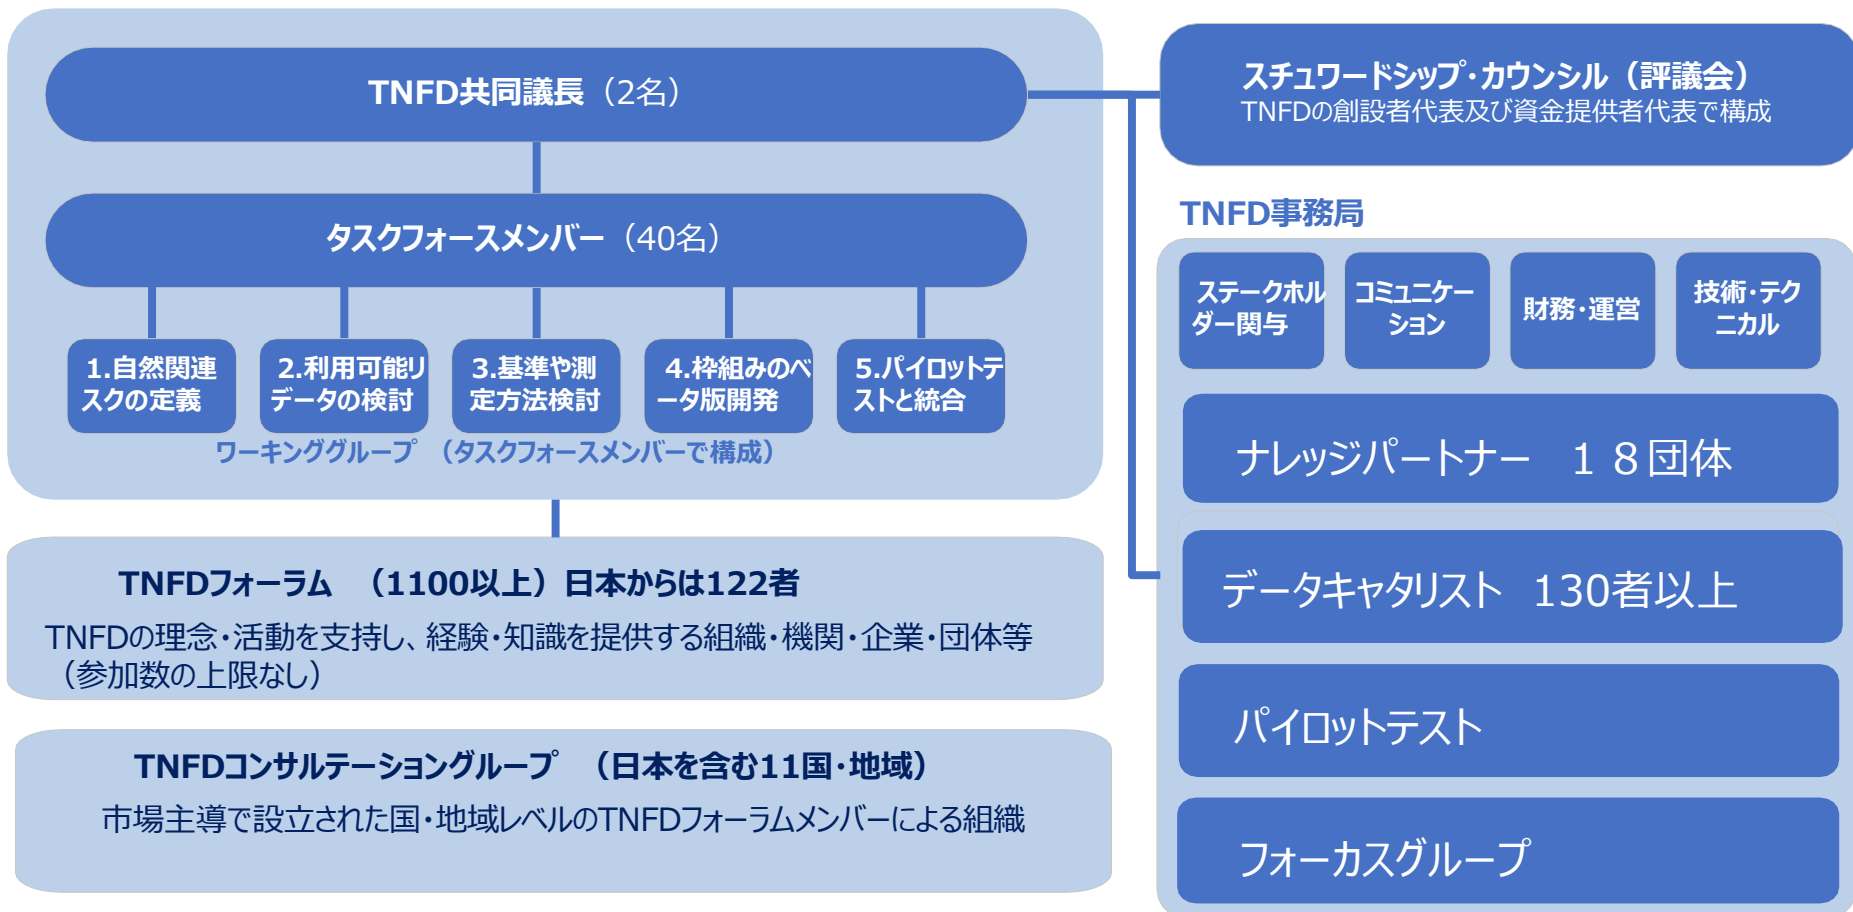 TNFD共同議長（2名）
タスクフォースメンバー（40名）
1.自然関連
スクの定義
2.利用可能リ
データの検討
3.基準や測
定方法検討
4.枠組みのベ
ータ版開発
5.パイロットテ
ストと統合
ワーキンググループ　（タスクフォースメンバーで構成）
TNFDフォーラム　（1100以上）日本からは122者
TNFDの理念・活動を支持し、経験・知識を提供する組織・機関・企業・団体等
（参加数の上限なし）
TNFDコンサルテーショングループ　（日本を含む11国・地域）
市場主導で設立された国・地域レベルのTNFDフォーラムメンバーによる組織
スチュワードシップ・カウンシル（評議会）
TNFDの創設者代表及び資金提供者代表で構成
TNFD事務局
ステークホル
ダー関与
コミュニケー
ション
財務・運営
技術・テク
ニカル
ナレッジパートナー　１８団体
データキャタリスト　130者以上
パイロットテスト
フォーカスグループ